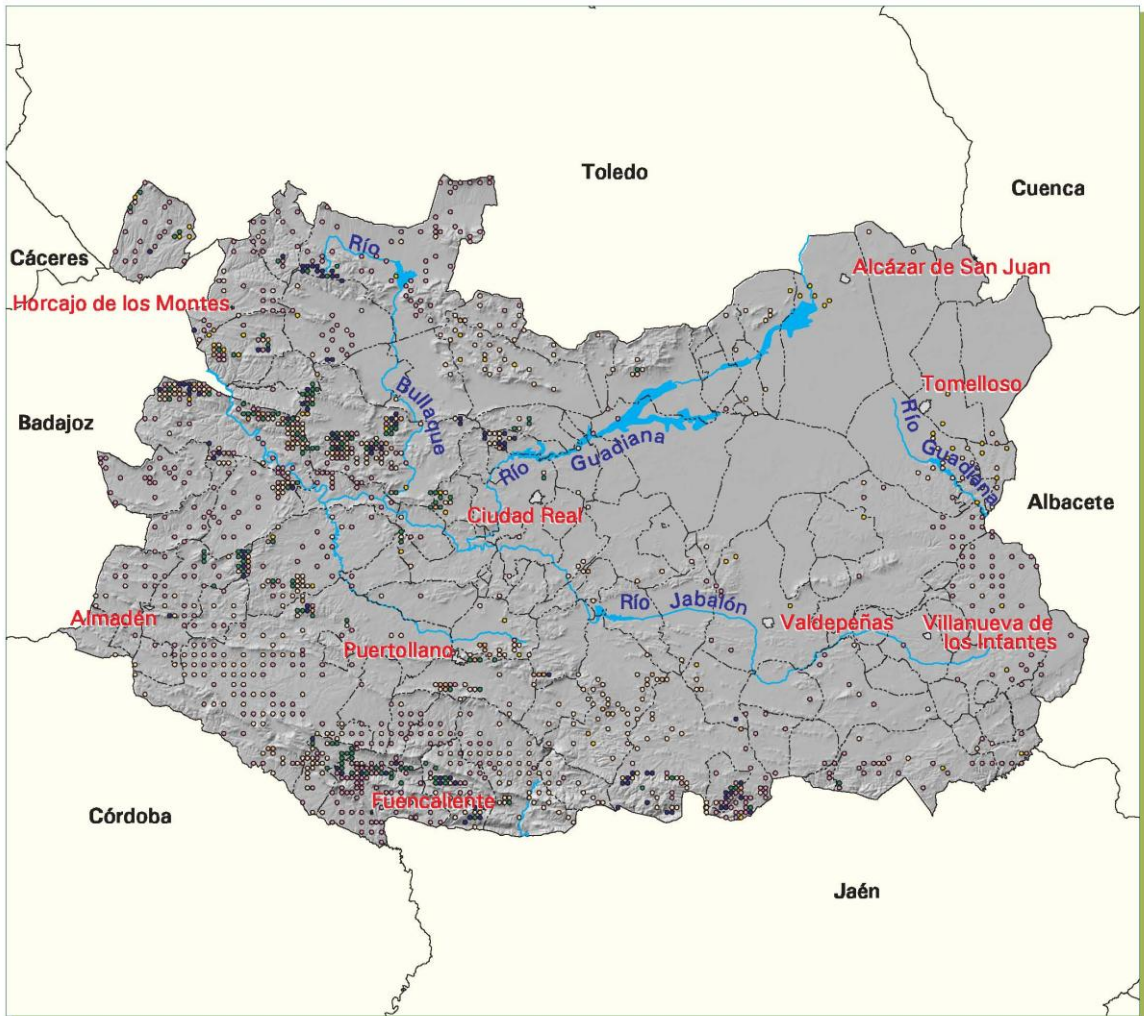 Toledo
Cuenca
Río
Cáceres
Alcázar de San Juan
Horcajo de los Montes
Tomelloso
Bullaque
Badajoz
Río Guadiana
Río Guadiana
Albacete
Ciudad Real
Río Jabalón
Almadén
Valdepeñas
Villanueva de
los Infantes
Puertollano
Fuencaliente
Córdoba
Jaén